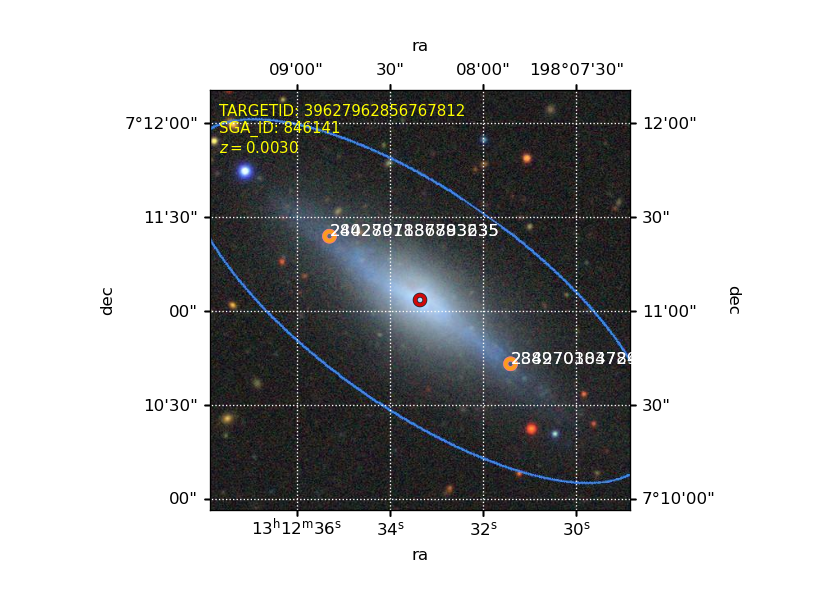 ra
09'00" 30" 08'00" 198°07'30"
TARGETID: 39627962856767812
SGA_ID: 846141
z = 0.0030
7°12'00" 12'00"
11'30" 30"
dec 00" 11'00" dec
10'30" 30"
00" 7°10'00"
13h12m36s 34s 32s 30s
ra